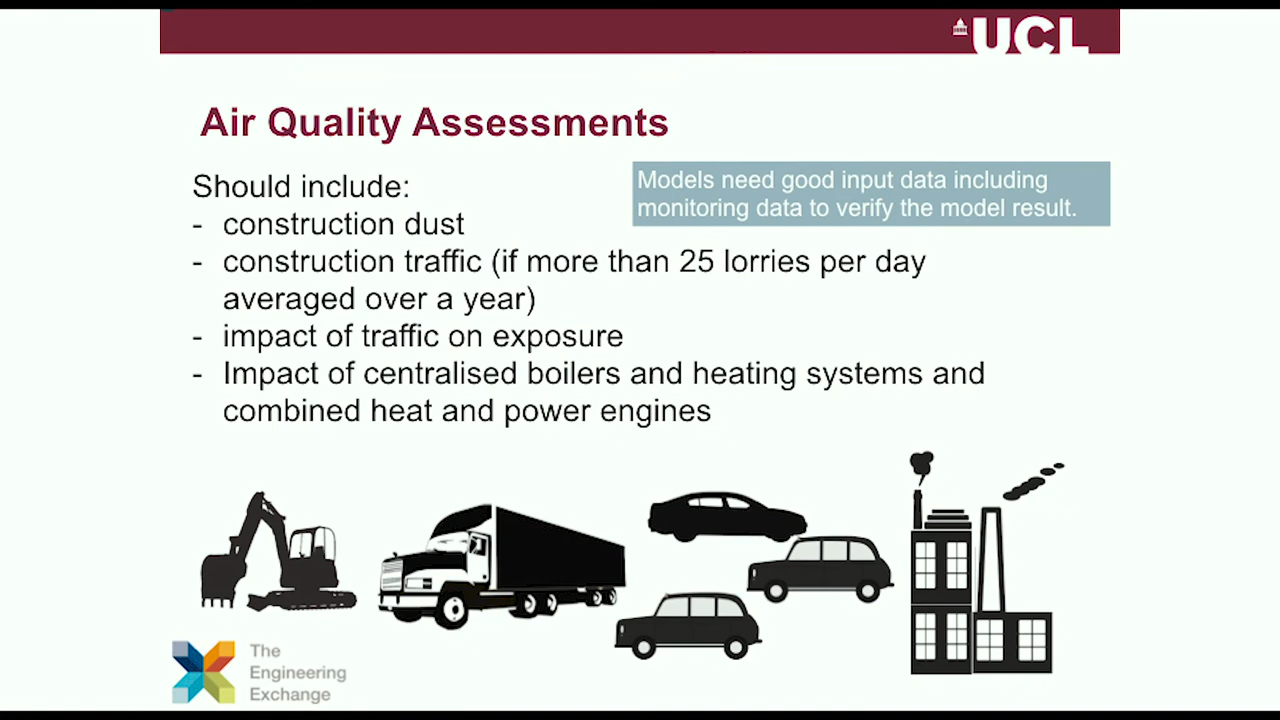 UCL
Air Quality Assessments
Should include:
Models need good input data including
monitoring data to verify the model result.
- construction dust
- construction traffic (if more than 25 lorries per day
averaged over a year)
- impact of traffic on exposure
- Impact of centralised boilers and heating systems and
combined heat and power engines
The
Engineering
Exchange